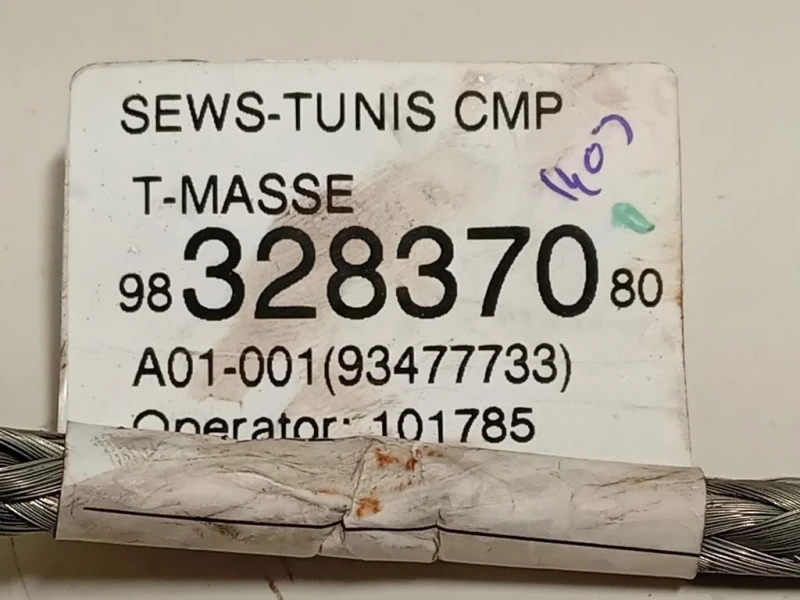 SEWS-TUNIS CMP
T-MASSE
98 328370 80
A01-001(93477733)
Operator: 101785